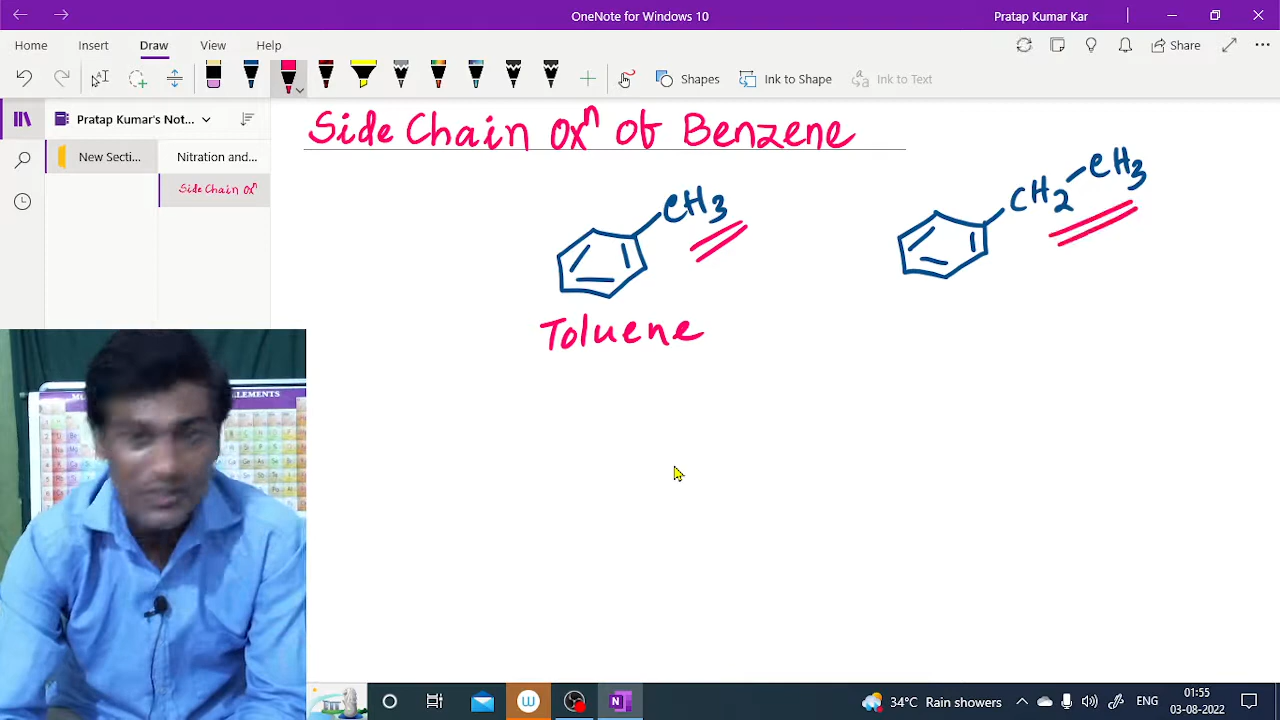 OneNote for Windows 10
Pratap Kumar Kar
Home Insert Draw View Help
Share
Shapes
Ink to Shape
Ink to Text
Pratap Kumar's Not...
New Secti...
Nitration and...
Side Chain Oxⁿ
Side Chain Oxⁿ of Benzene
CH3
CH2-CH3
Toluene
ELEMENTS
34°C Rain showers
ENG
01:55
03-08-2022